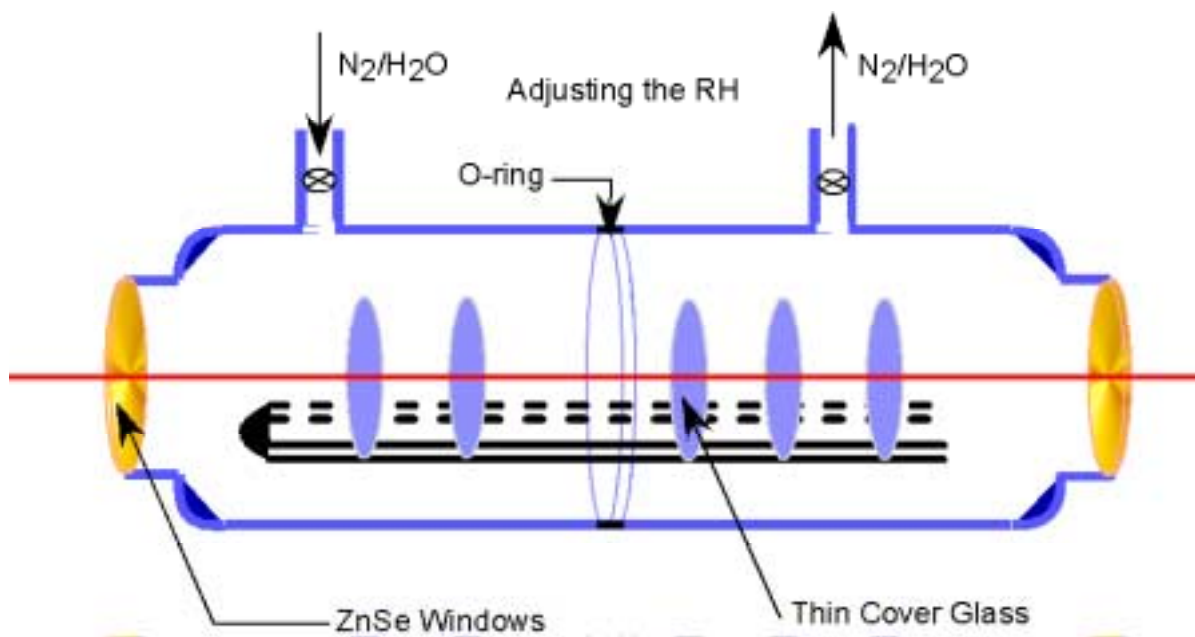 N2/H2O
N2/H2O
Adjusting the RH
O-ring
ZnSe Windows
Thin Cover Glass